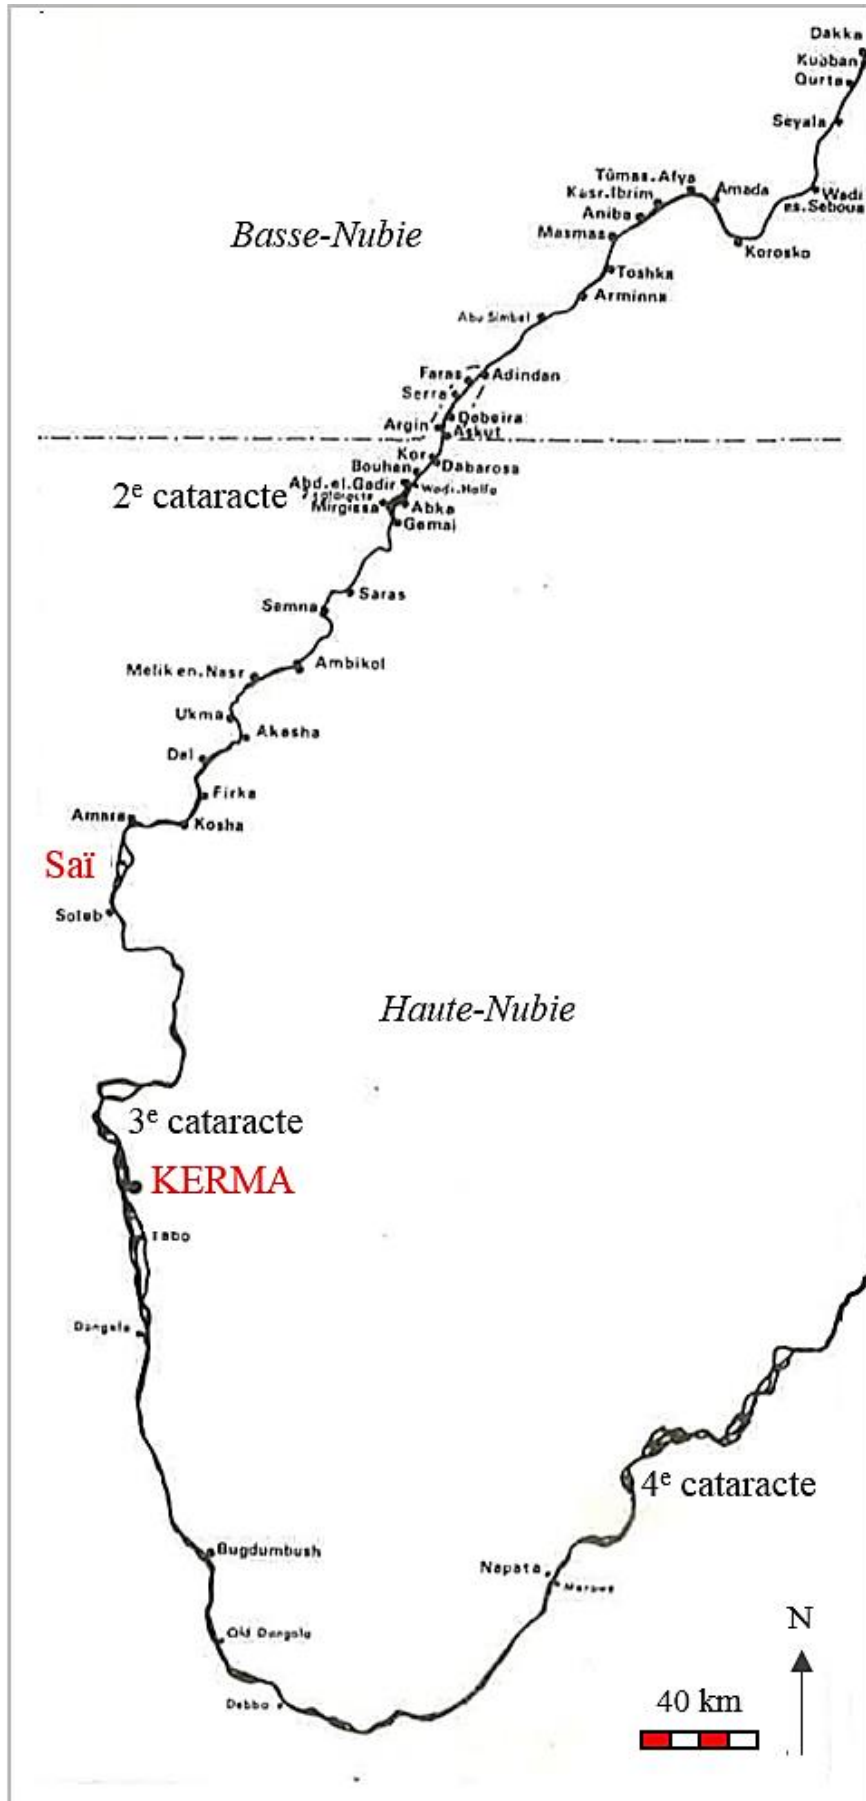 Dakka
Kubban
Qurta
Seyala
Wadi
es.Seboua
Tûmas.Afya
Amada
Kasr.Ibrim
Aniba
Masmas
Korosko
Toshka
Arminna
Abu Simbel
Basse-Nubie
Faras
Adindan
Serra
Debeira
Argin
Askut
Kor
Dabarosa
Bouhen
Abd.el.Qadir
Wadi.Halfa
2e cataracte
Mirgissa
Abka
Gemai
Saras
Semna
Ambikol
Melik en.Nasr
Ukma
Akasha
Dal
Firka
Amara
Kosha
Saï
Soleb
Haute-Nubie
3e cataracte
KERMA
Tabo
Dongola
4e cataracte
Bugdumbush
Napata
Merawe
Old Dongola
Debba
N
40 km